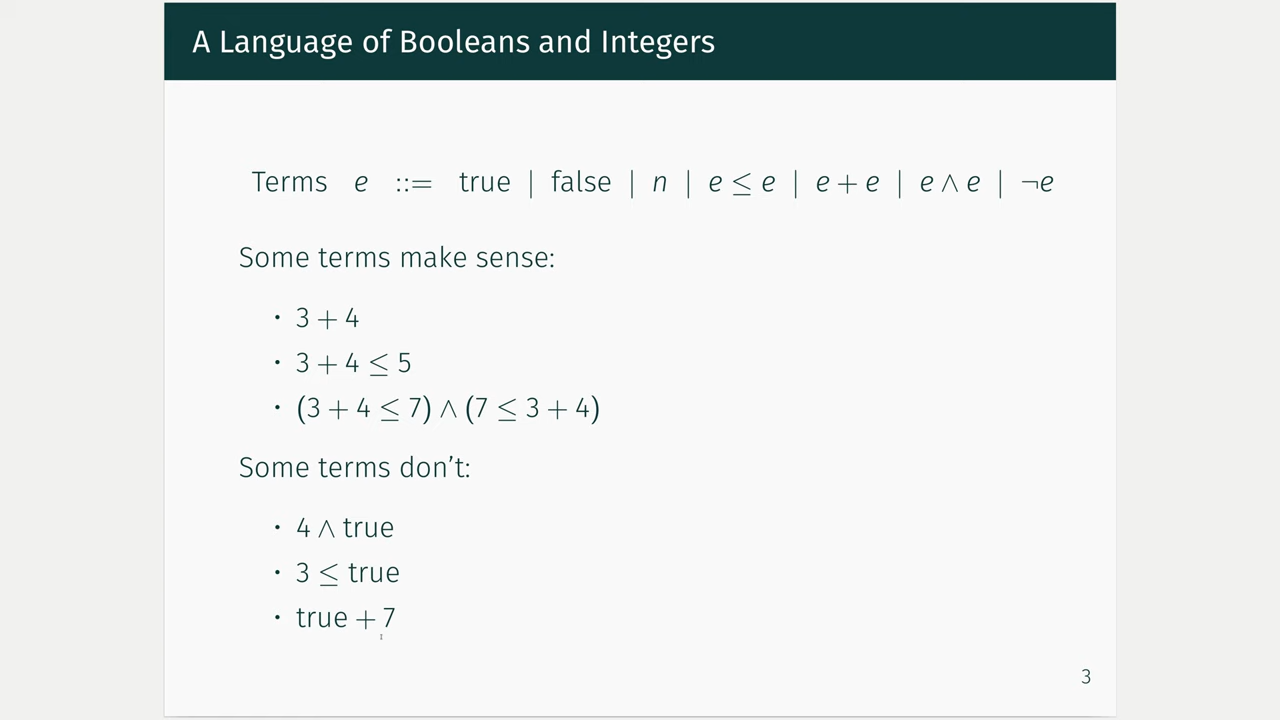 A Language of Booleans and Integers
Terms e ::= true | false | n | e ≤ e | e + e | e ∧ e | ¬e
Some terms make sense:
· 3 + 4
· 3 + 4 ≤ 5
· (3 + 4 ≤ 7) ∧ (7 ≤ 3 + 4)
Some terms don't:
· 4 ∧ true
· 3 ≤ true
· true + 7
3